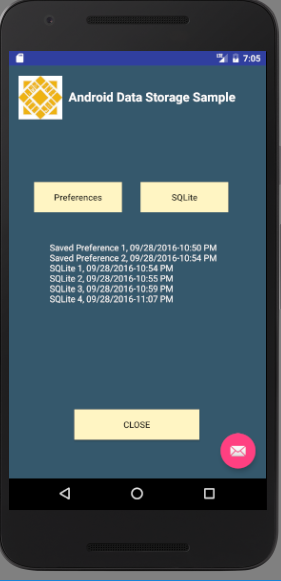 7:05
Android Data Storage Sample
Preferences
SQLite
Saved Preference 1, 09/28/2016-10:50 PM
Saved Preference 2, 09/28/2016-10:54 PM
SQLite 1, 09/28/2016-10:54 PM
SQLite 2, 09/28/2016-10:55 PM
SQLite 3, 09/28/2016-10:59 PM
SQLite 4, 09/28/2016-11:07 PM
CLOSE